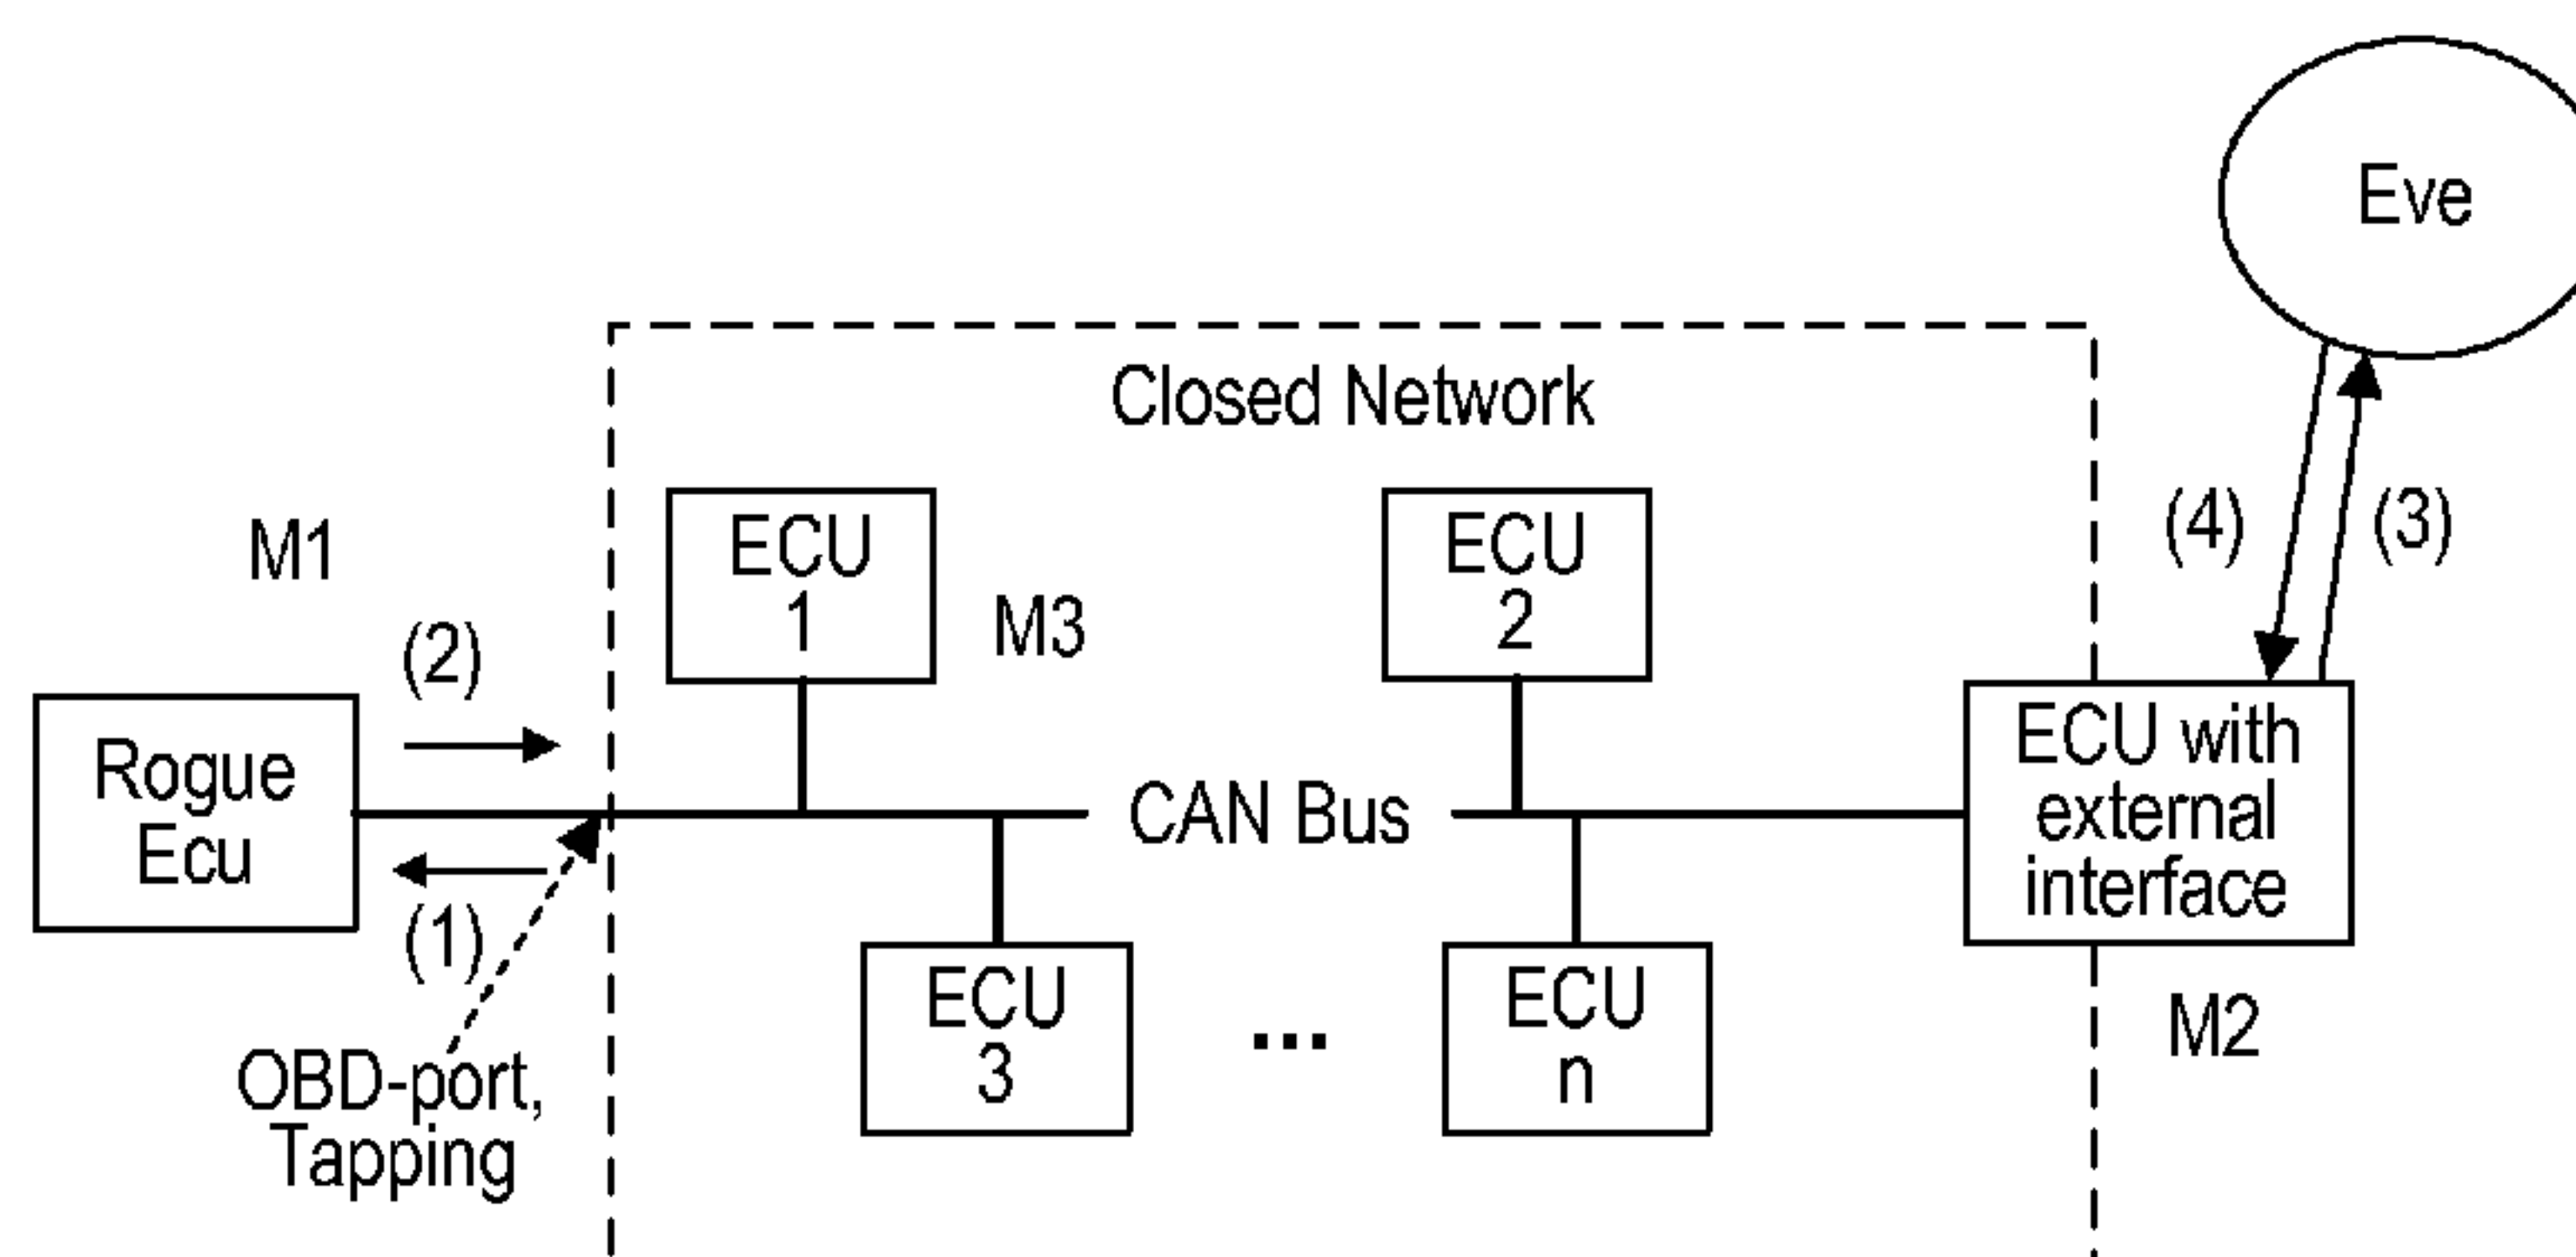 Eve
Closed Network
M1
ECU
1
M3
ECU
2
(4)
(3)
(2)
Rogue
Ecu
(1)
CAN Bus
ECU with
external
interface
OBD-port,
Tapping
ECU
3
...
ECU
n
M2